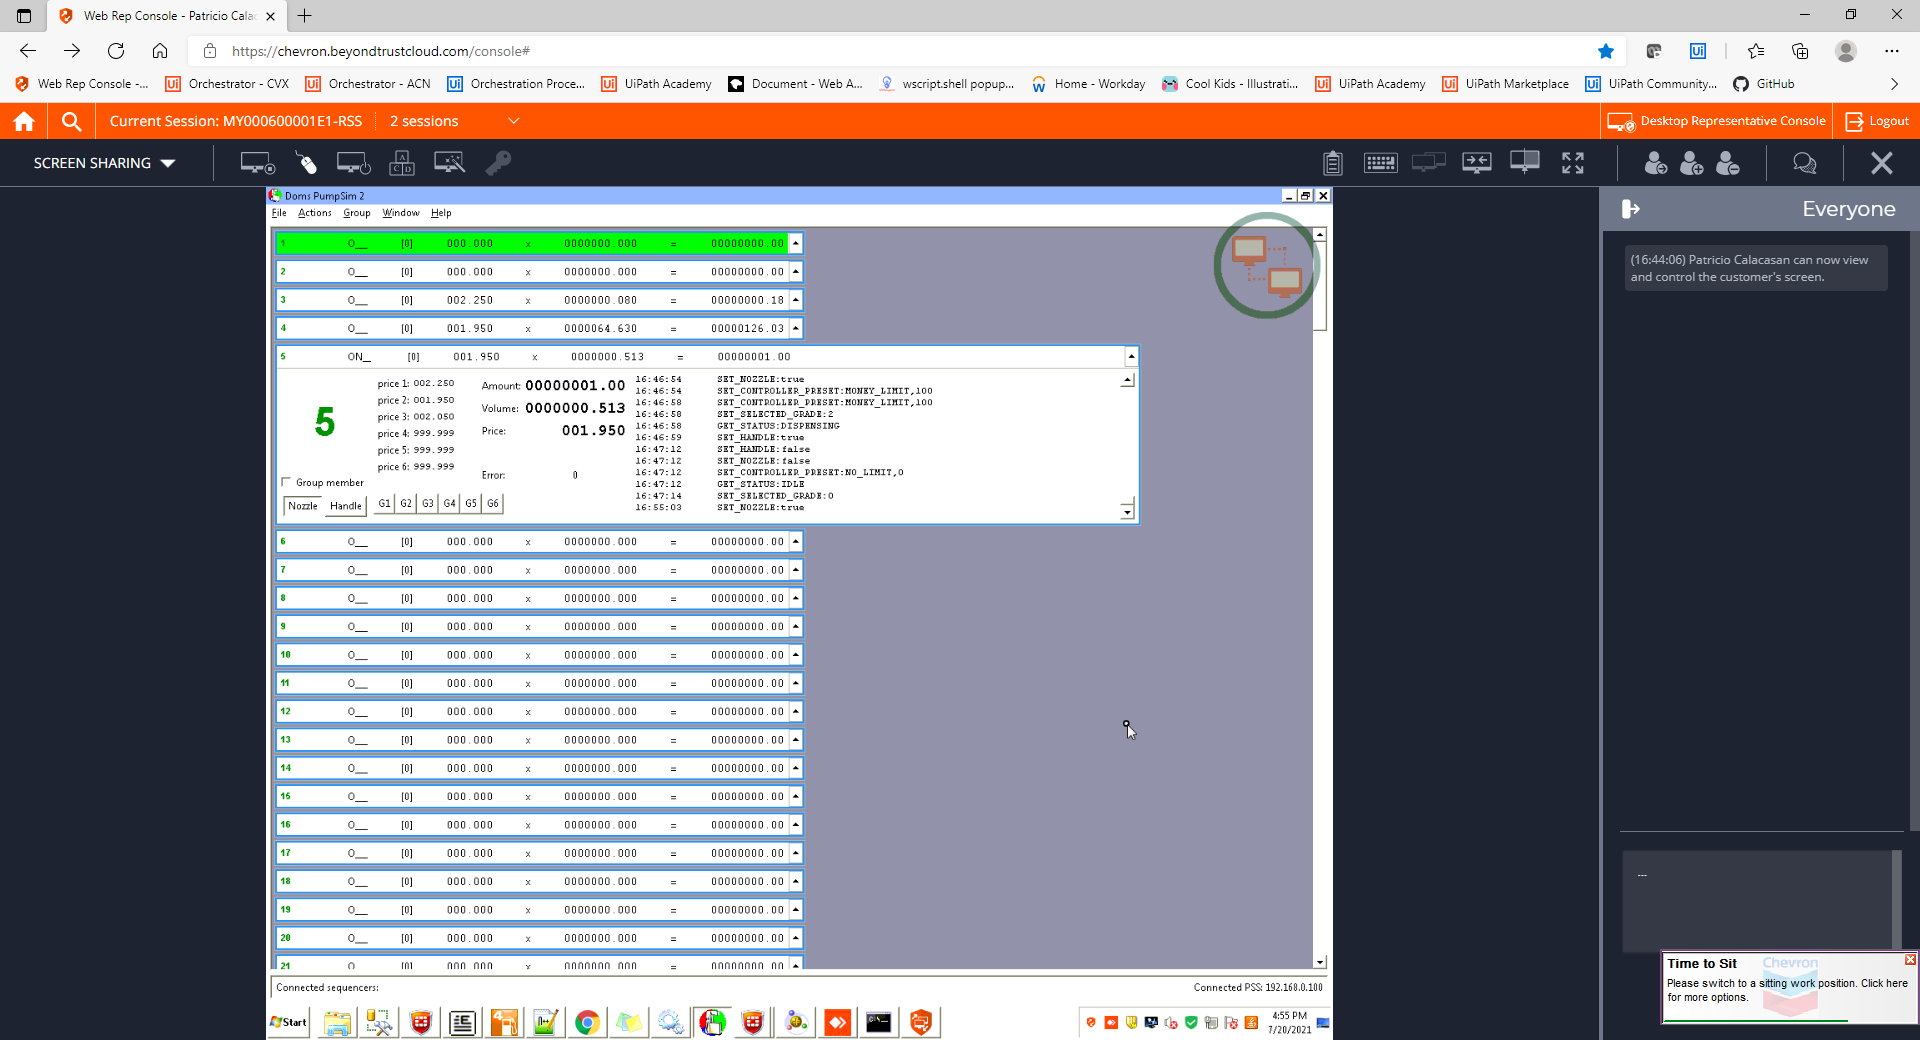 Web Rep Console - Patricio Cala
https://chevron.beyondtrustcloud.com/console#
Web Rep Console -... Orchestrator - CVX Orchestrator - ACN Orchestration Proce... UiPath Academy Document - Web A... wscript.shell popup... Home - Workday Cool Kids - Illustrati... UiPath Academy UiPath Marketplace UiPath Community... GitHub
Current Session: MY000600001E1-RSS 2 sessions Desktop Representative Console Logout
SCREEN SHARING
Everyone
(16:44:06) Patricio Calacasan can now view
and control the customer's screen.
Doms PumpSim 2
File Actions Group Window Help
1 O__ [0] 000.000 x 0000000.000 = 00000000.00
2 O__ [0] 000.000 x 0000000.000 = 00000000.00
3 O__ [0] 002.250 x 0000000.080 = 00000000.18
4 O__ [0] 001.950 x 0000064.630 = 00000126.03
5 ON_ [0] 001.950 x 0000000.513 = 00000001.00
5
price 1: 002.250
price 2: 001.950
price 3: 002.050
price 4: 999.999
price 5: 999.999
price 6: 999.999
Group member
Nozzle Handle G1 G2 G3 G4 G5 G6
Amount: 00000001.00
Volume: 0000000.513
Price: 001.950
Error: 0
16:46:54 SET_NOZZLE:true
16:46:54 SET_CONTROLLER_PRESET:MONEY_LIMIT,100
16:46:58 SET_CONTROLLER_PRESET:MONEY_LIMIT,100
16:46:58 SET_SELECTED_GRADE:2
16:46:58 GET_STATUS:DISPENSING
16:46:59 SET_HANDLE:true
16:47:12 SET_HANDLE:false
16:47:12 SET_NOZZLE:false
16:47:12 SET_CONTROLLER_PRESET:NO_LIMIT,0
16:47:12 GET_STATUS:IDLE
16:47:14 SET_SELECTED_GRADE:0
16:55:03 SET_NOZZLE:true
6 O__ [0] 000.000 x 0000000.000 = 00000000.00
7 O__ [0] 000.000 x 0000000.000 = 00000000.00
8 O__ [0] 000.000 x 0000000.000 = 00000000.00
9 O__ [0] 000.000 x 0000000.000 = 00000000.00
10 O__ [0] 000.000 x 0000000.000 = 00000000.00
11 O__ [0] 000.000 x 0000000.000 = 00000000.00
12 O__ [0] 000.000 x 0000000.000 = 00000000.00
13 O__ [0] 000.000 x 0000000.000 = 00000000.00
14 O__ [0] 000.000 x 0000000.000 = 00000000.00
15 O__ [0] 000.000 x 0000000.000 = 00000000.00
16 O__ [0] 000.000 x 0000000.000 = 00000000.00
17 O__ [0] 000.000 x 0000000.000 = 00000000.00
18 O__ [0] 000.000 x 0000000.000 = 00000000.00
19 O__ [0] 000.000 x 0000000.000 = 00000000.00
20 O__ [0] 000.000 x 0000000.000 = 00000000.00
21 O [0] 000.000 x 0000000.000 = 00000000.00
Connected sequencers: Connected PSS: 192.168.0.100
Start
4:55 PM
7/20/2021
---
Time to Sit
Chevron
Please switch to a sitting work position. Click here
for more options.